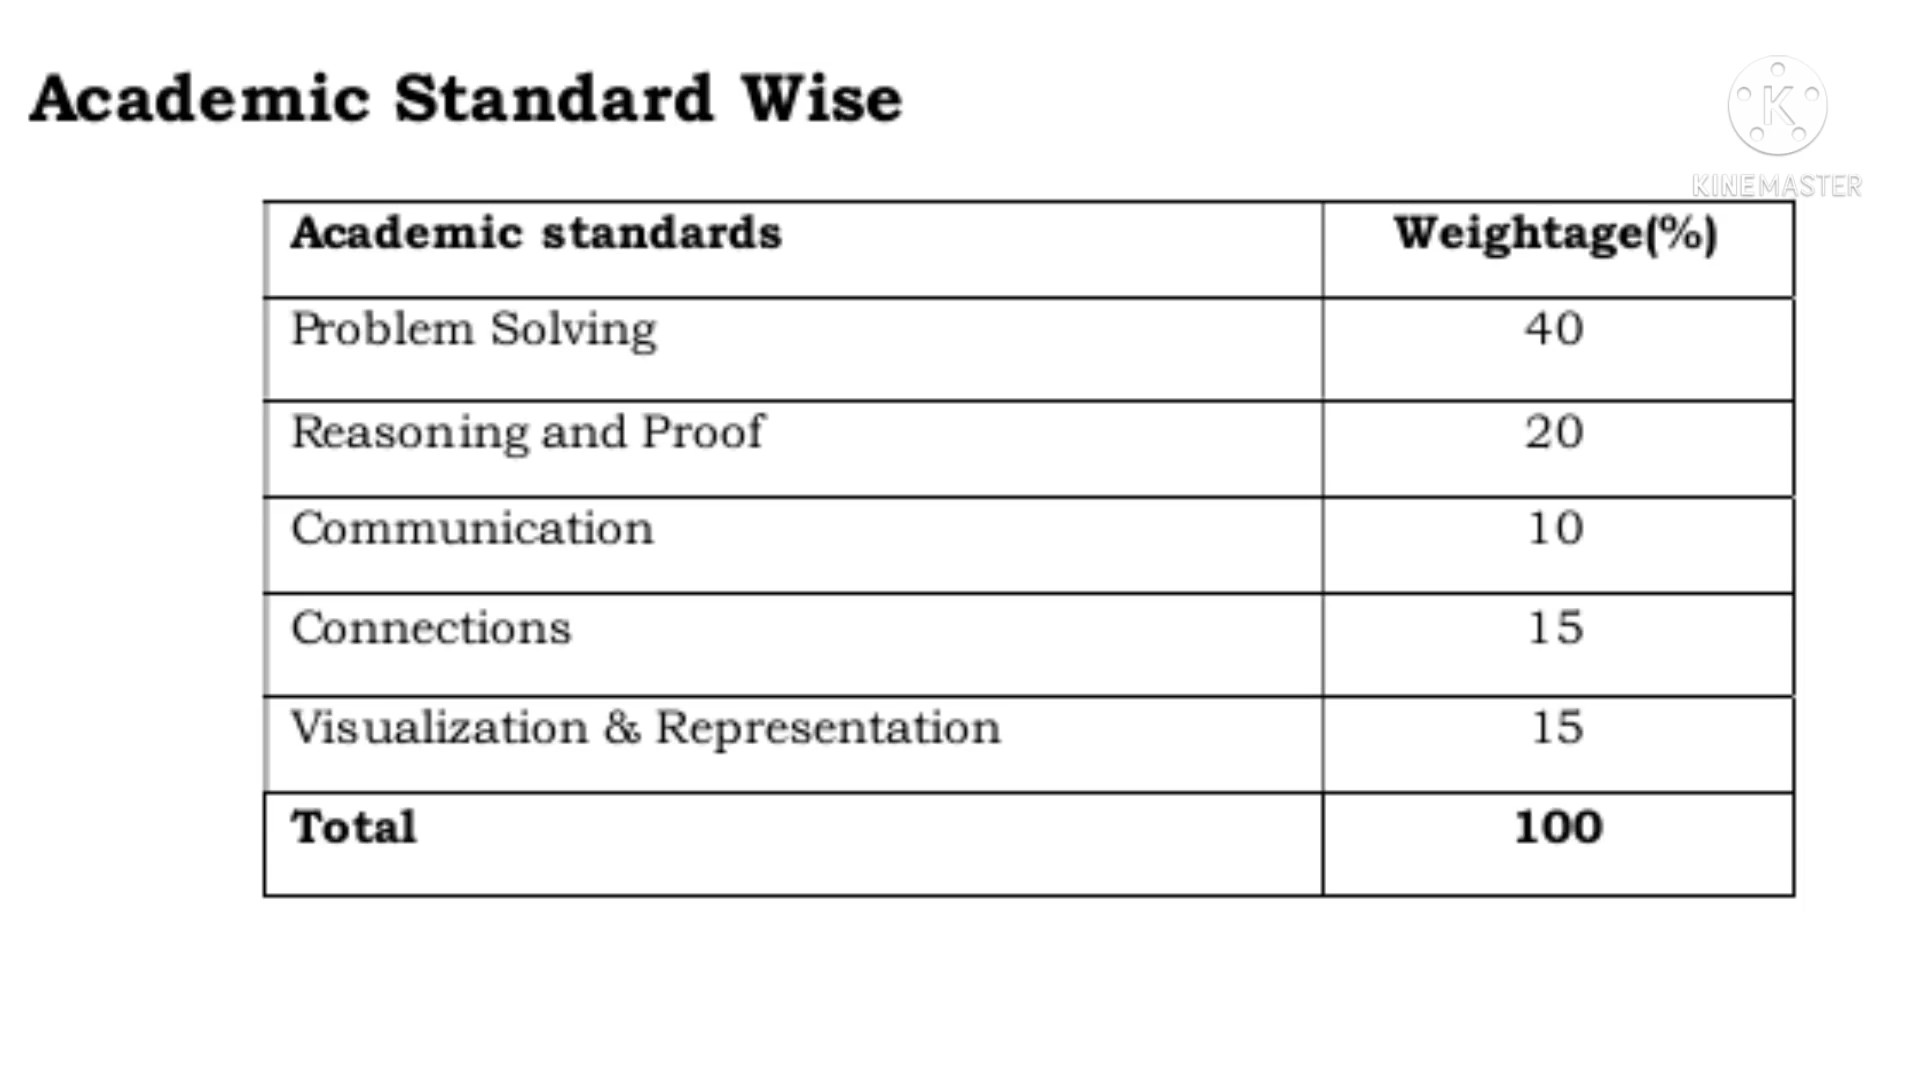 Academic Standard Wise
K
KINEMASTER
Academic standards Weightage(%)
Problem Solving 40
Reasoning and Proof 20
Communication 10
Connections 15
Visualization & Representation 15
Total 100